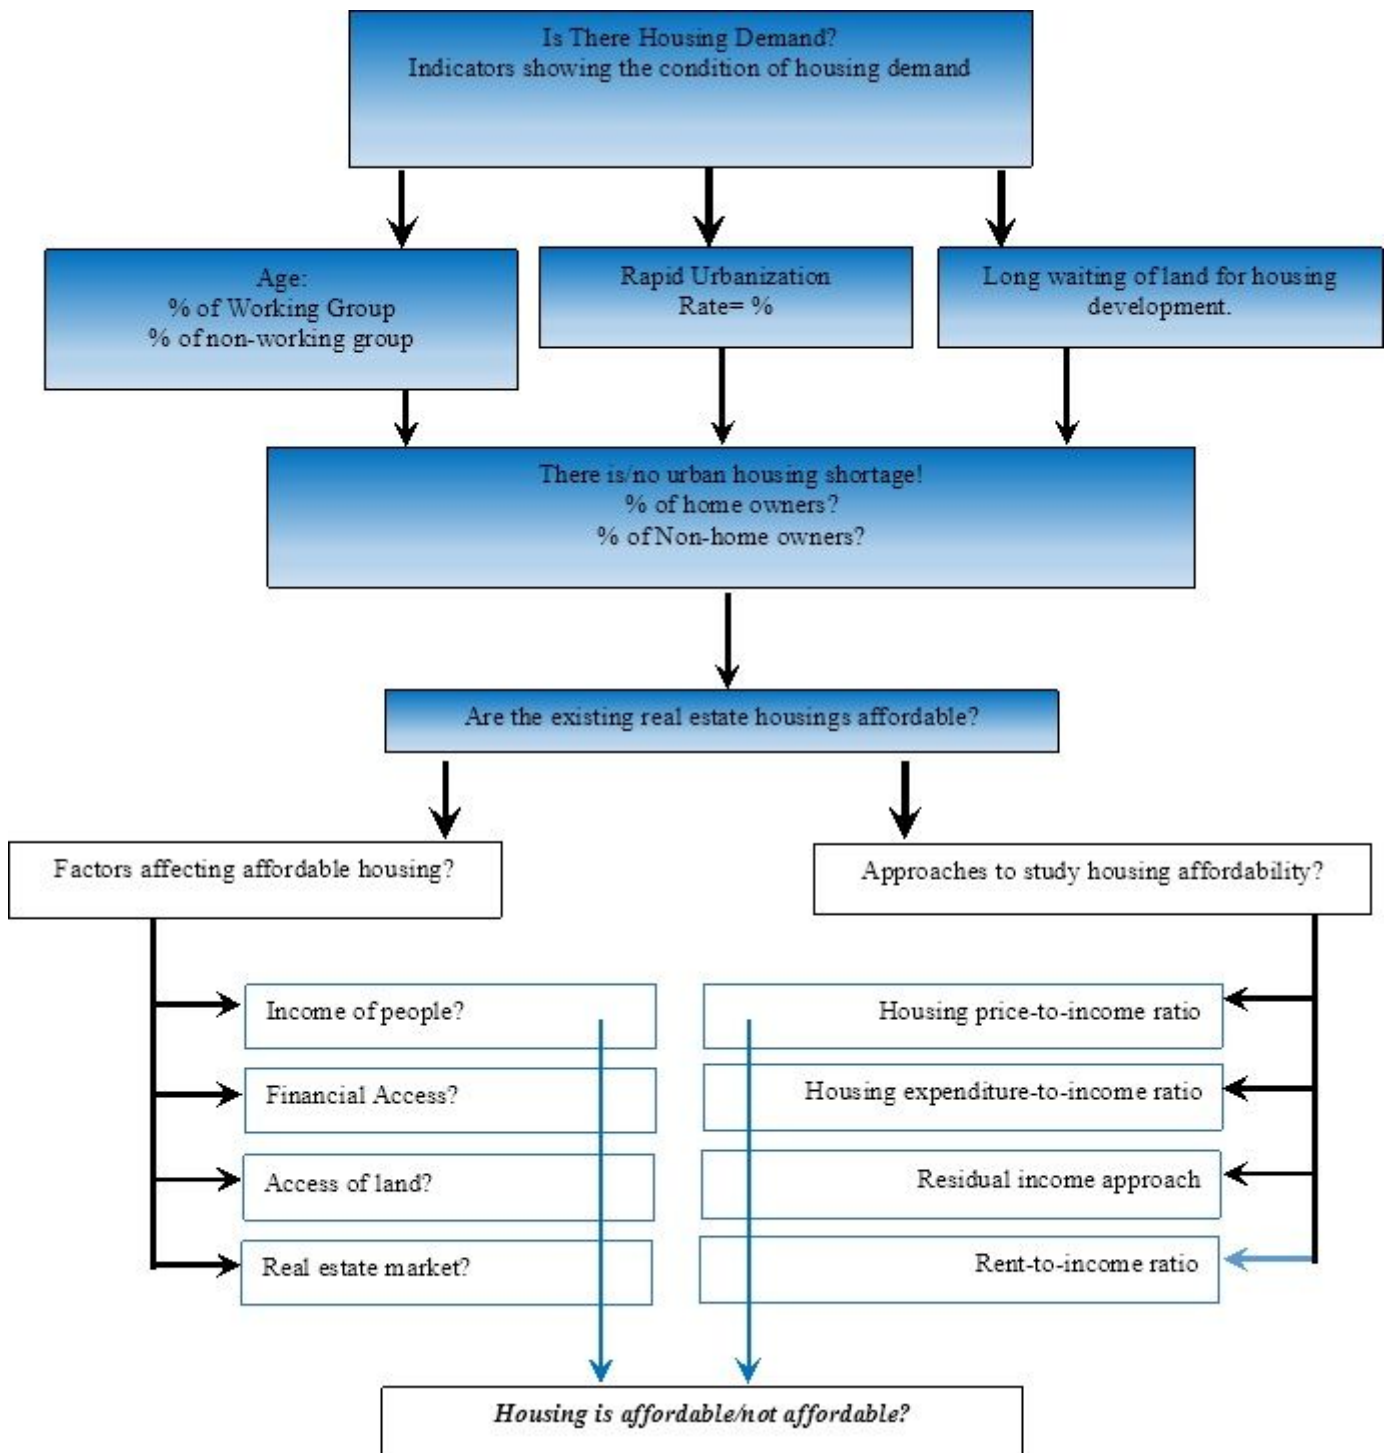 Is There Housing Demand?
Indicators showing the condition of housing demand
Age:
% of Working Group
% of non-working group
Rapid Urbanization
Rate= %
Long waiting of land for housing
development.
There is/no urban housing shortage!
% of home owners?
% of Non-home owners?
Are the existing real estate housings affordable?
Factors affecting affordable housing?
Approaches to study housing affordability?
Income of people?
Housing price-to-income ratio
Financial Access?
Housing expenditure-to-income ratio
Access of land?
Residual income approach
Real estate market?
Rent-to-income ratio
Housing is affordable/not affordable?